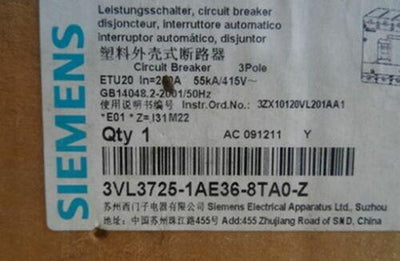 Leistungsschalter, circuit breaker
disjoncteur, interruttore automatico
interruptor automático, disjuntor
塑料外壳式断路器
Circuit Breaker 3Pole
ETU20 In=200A 55kA/415V~
GB14048.2-2001/50Hz
使用说明书编号 Instr.Ord.No.: 3ZX10120VL201AA1
*E01 * Z=,I31 M22
Qty 1 AC 091211 Y
3VL3725-1AE36-8TA0-Z
苏州西门子电器有限公司 Siemens Electrical Apparatus Ltd., Suzhou
地址：中国苏州珠江路455号 Add:455 Zhujiang Road of SND, China
SIEMENS